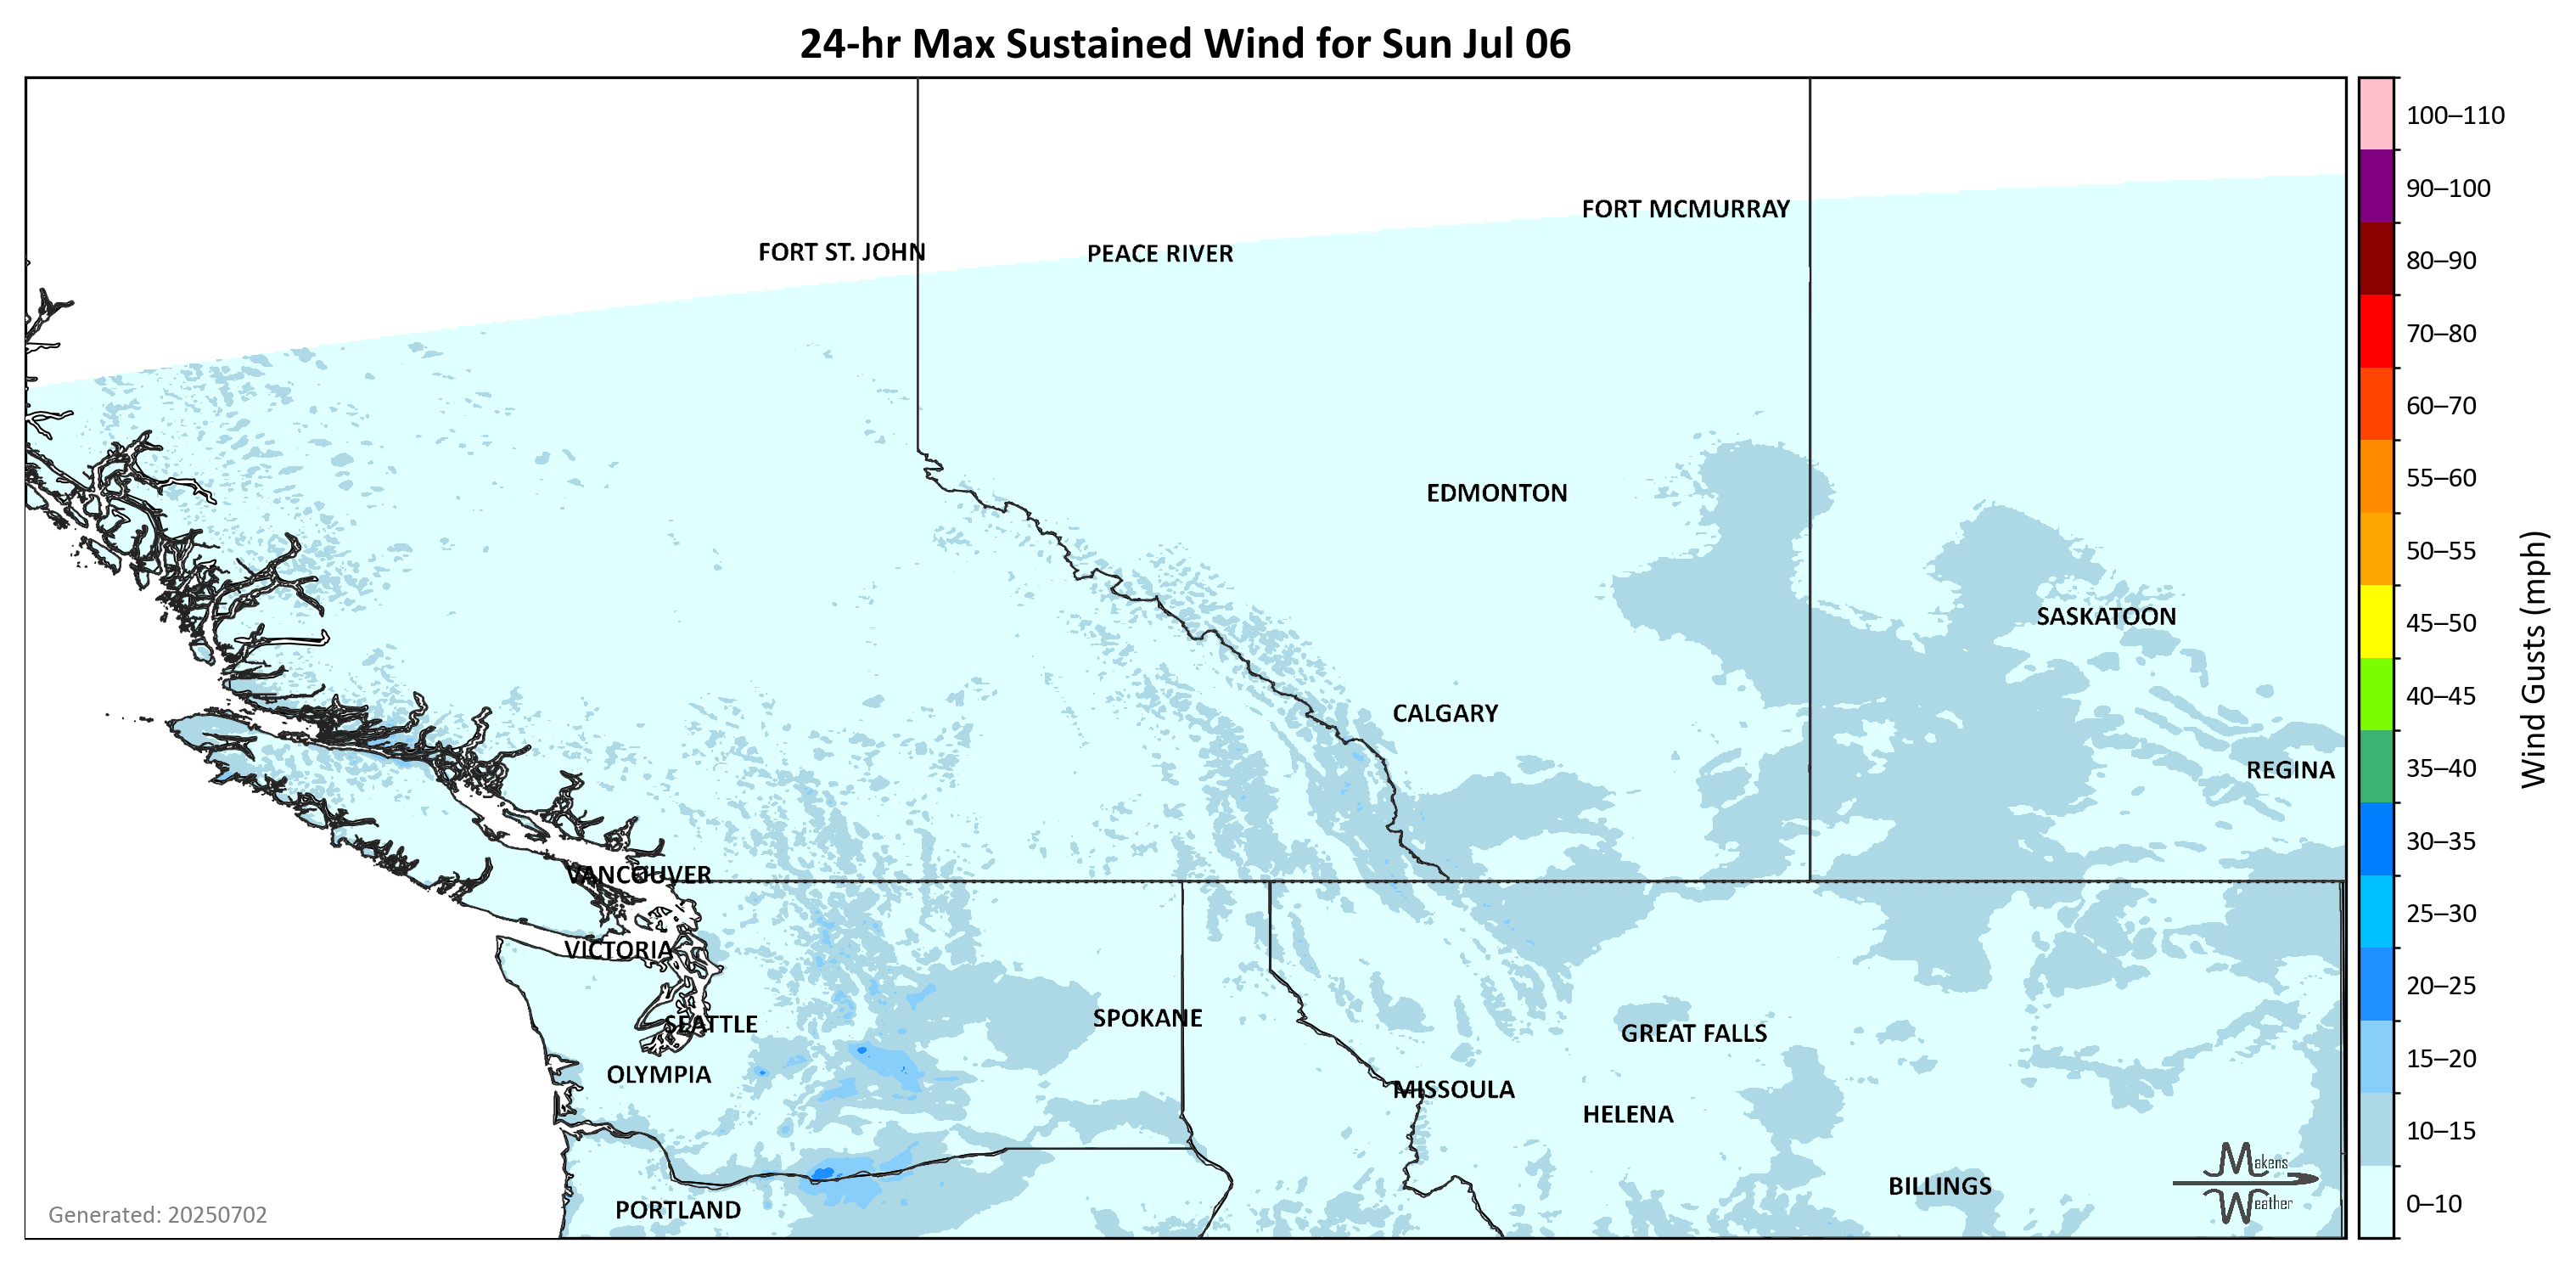 24-hr Max Sustained Wind for Sun Jul 06
100–110
FORT MCMURRAY
90–100
FORT ST. JOHN
PEACE RIVER
80–90
70–80
60–70
EDMONTON
55–60
50–55
SASKATOON
45–50
Wind Gusts (mph)
CALGARY
40–45
REGINA
35–40
VANCOUVER
30–35
25–30
VICTORIA
20–25
SEATTLE
SPOKANE
GREAT FALLS
15–20
OLYMPIA
MISSOULA
HELENA
10–15
Makens
Weather
BILLINGS
0–10
PORTLAND
Generated: 20250702